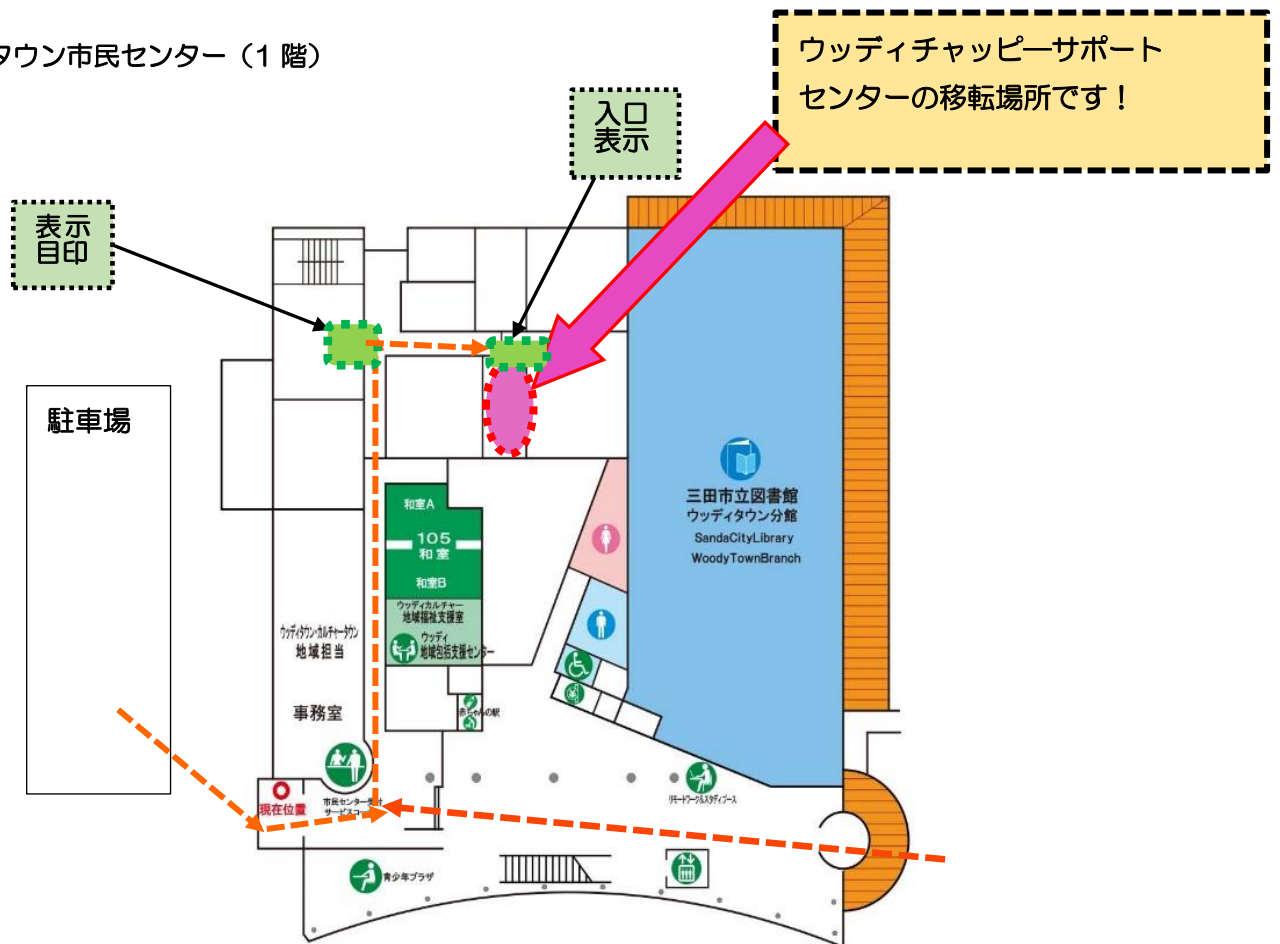 タウン市民センター（1 階）
ウッディチャッピーサポート
センターの移転場所です！
入口
表示
表示
目印
駐車場
和室A
105
和室
和室B
ウッディカルチャー
地域福祉支援室
ウッディ
地域包括支援センター
三田市立図書館
ウッディタウン分館
SandaCityLibrary
WoodyTownBranch
ウッディタウン・カルチャータウン
地域担当
事務室
赤ちゃんの駅
現在位置
市民センター受付
リモートワーク&スタディブース
青少年プラザ